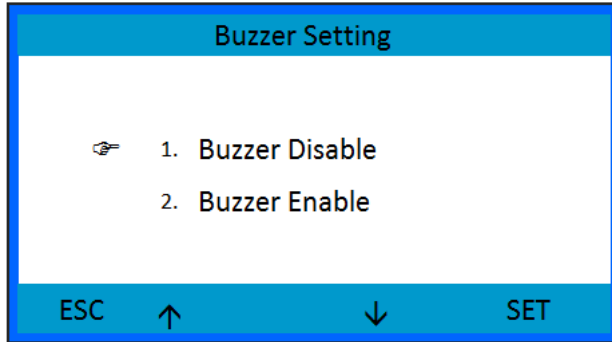 Buzzer Setting
☞ 1. Buzzer Disable
2. Buzzer Enable
ESC ↑ ↓ SET